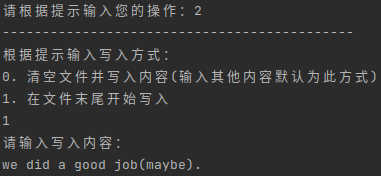 请根据提示输入您的操作：2
----------------------------------------
根据提示输入写入方式：
0. 清空文件并写入内容(输入其他内容默认为此方式)
1. 在文件末尾开始写入
1
请输入写入内容：
we did a good job(maybe).